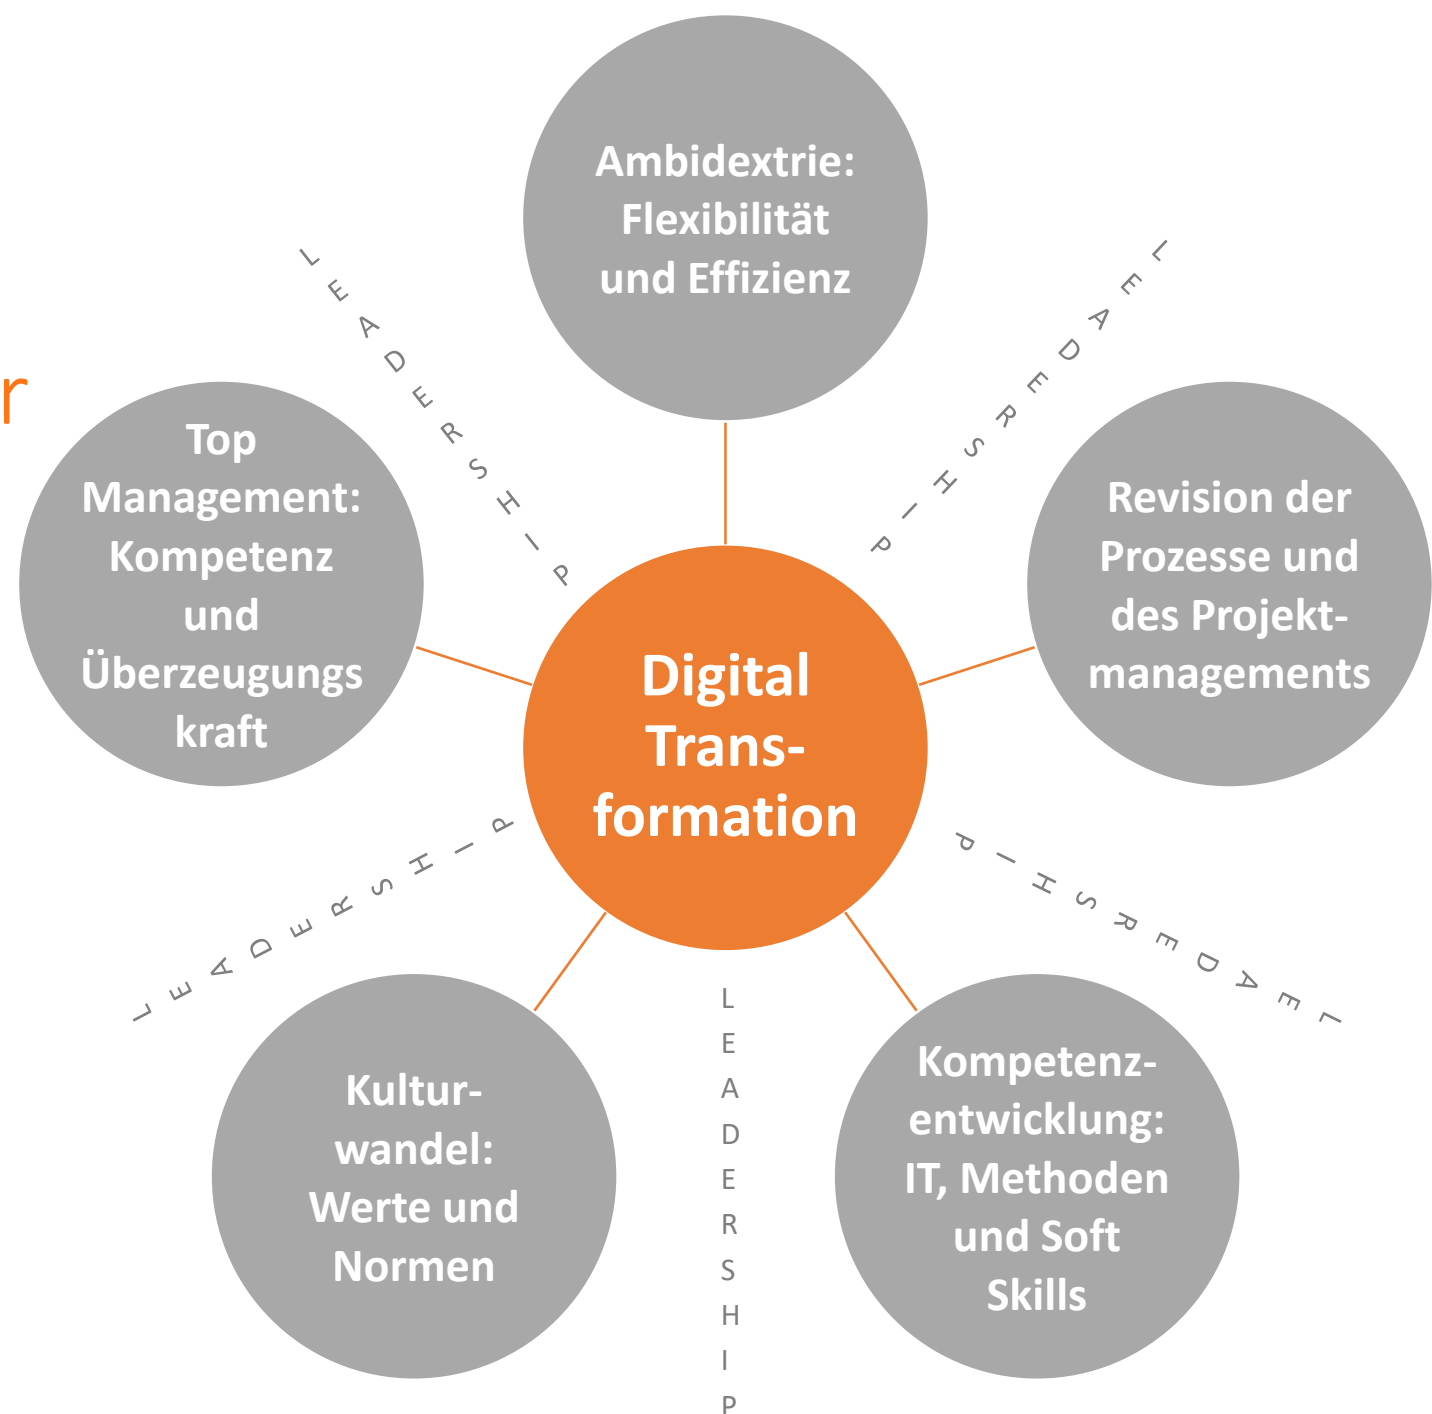 Ambidextrie:
Flexibilität
und Effizienz
LEADERSHIP
LEADERSHIP
r
Top
Management:
Kompetenz
und
Überzeugungs
kraft
Revision der
Prozesse und
des Projekt-
managements
Digital
Trans-
formation
LEADERSHIP
LEADERSHIP
Kultur-
wandel:
Werte und
Normen
LEADERSHIP
Kompetenz-
entwicklung:
IT, Methoden
und Soft
Skills